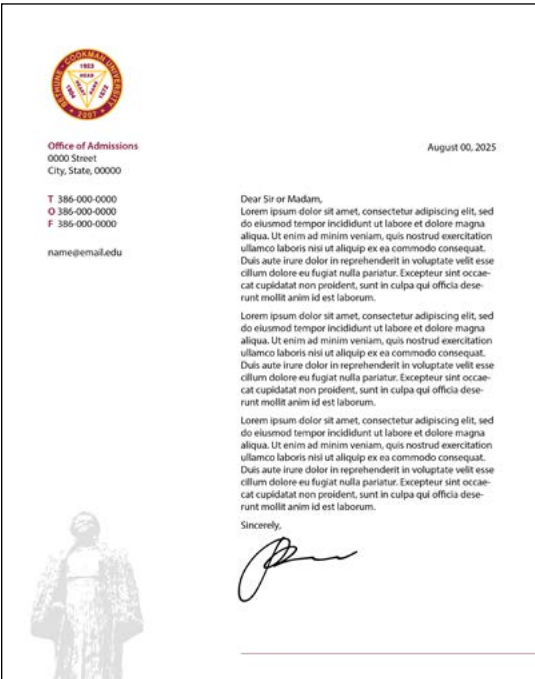 BETHUNE · COOKMAN UNIVERSITY
1923
HEAD
HEART
HAND
1904
1872
· 2007 ·
Office of Admissions
0000 Street
City, State, 00000
T 386-000-0000
O 386-000-0000
F 386-000-0000
name@email.edu
August 00, 2025
Dear Sir or Madam,
Lorem ipsum dolor sit amet, consectetur adipiscing elit, sed
do eiusmod tempor incididunt ut labore et dolore magna
aliqua. Ut enim ad minim veniam, quis nostrud exercitation
ullamco laboris nisi ut aliquip ex ea commodo consequat.
Duis aute irure dolor in reprehenderit in voluptate velit esse
cillum dolore eu fugiat nulla pariatur. Excepteur sint occae-
cat cupidatat non proident, sunt in culpa qui officia dese-
runt mollit anim id est laborum.
Lorem ipsum dolor sit amet, consectetur adipiscing elit, sed
do eiusmod tempor incididunt ut labore et dolore magna
aliqua. Ut enim ad minim veniam, quis nostrud exercitation
ullamco laboris nisi ut aliquip ex ea commodo consequat.
Duis aute irure dolor in reprehenderit in voluptate velit esse
cillum dolore eu fugiat nulla pariatur. Excepteur sint occae-
cat cupidatat non proident, sunt in culpa qui officia dese-
runt mollit anim id est laborum.
Lorem ipsum dolor sit amet, consectetur adipiscing elit, sed
do eiusmod tempor incididunt ut labore et dolore magna
aliqua. Ut enim ad minim veniam, quis nostrud exercitation
ullamco laboris nisi ut aliquip ex ea commodo consequat.
Duis aute irure dolor in reprehenderit in voluptate velit esse
cillum dolore eu fugiat nulla pariatur. Excepteur sint occae-
cat cupidatat non proident, sunt in culpa qui officia dese-
runt mollit anim id est laborum.
Sincerely,